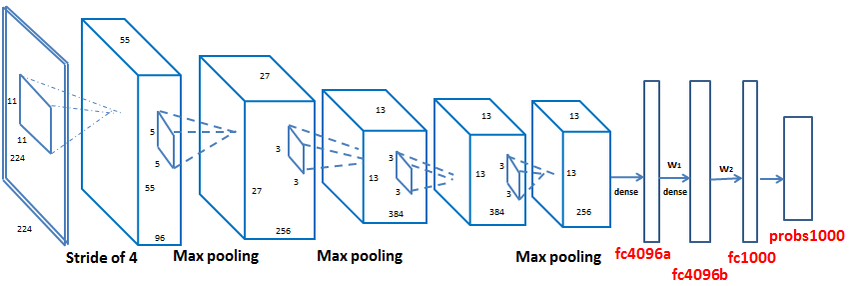 11
11
224
224
55
5
5
55
96
Stride of 4
27
3
3
27
256
Max pooling
13
3
3
13
384
Max pooling
13
3
3
13
384
13
13
256
Max pooling
dense
fc4096a
W1
dense
fc4096b
W2
fc1000
probs1000